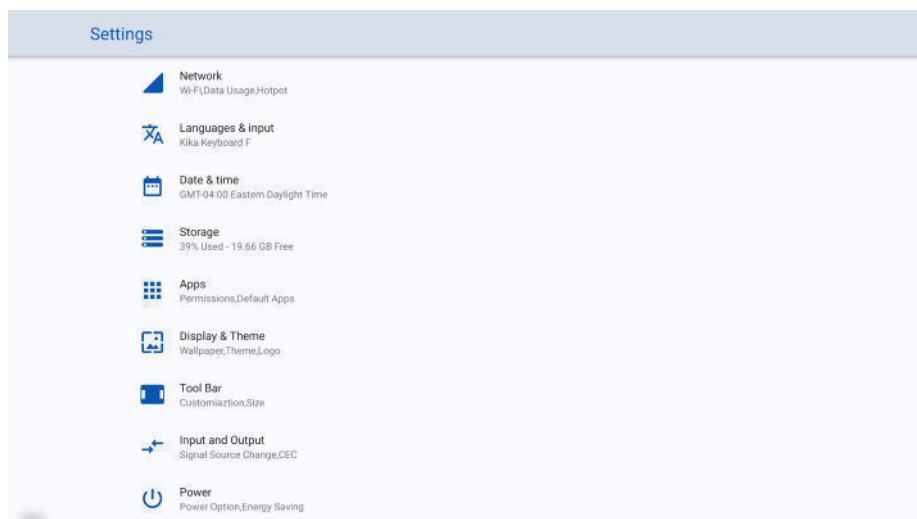 Settings
Network
Wi-Fi,Data Usage,Hotpot
Languages & input
Kika Keyboard F
Date & time
GMT-04:00 Eastern Daylight Time
Storage
39% Used - 19.66 GB Free
Apps
Permissions,Default Apps
Display & Theme
Wallpaper,Theme,Logo
Tool Bar
Customiaztion,Size
Input and Output
Signal Source Change,CEC
Power
Power Option,Energy Saving